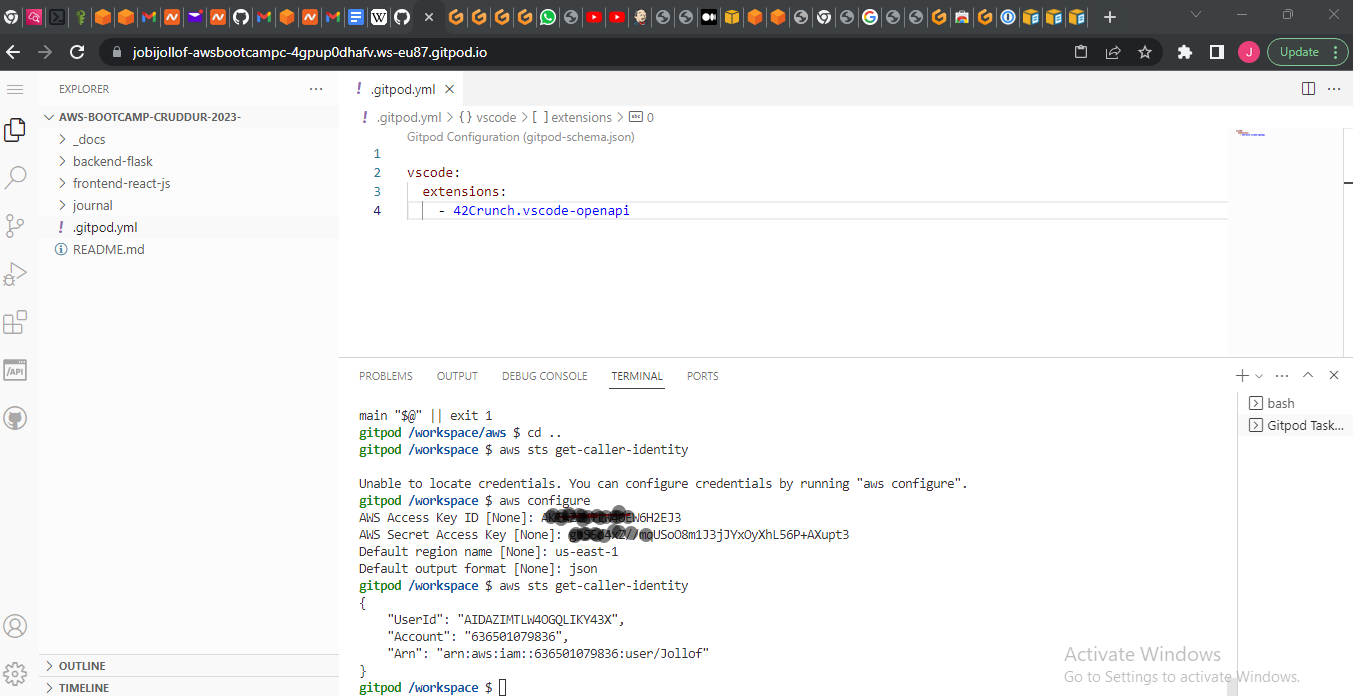 jobijollof-awsbootcampc-4gpup0dhafv.ws-eu87.gitpod.io
J
Update
EXPLORER
AWS-BOOTCAMP-CRUDDUR-2023-
_docs
backend-flask
frontend-react-js
journal
! .gitpod.yml
README.md
OUTLINE
TIMELINE
/API
! .gitpod.yml
! .gitpod.yml > {} vscode > [ ] extensions > abc 0
Gitpod Configuration (gitpod-schema.json)
1
2 vscode:
3 extensions:
4 - 42Crunch.vscode-openapi
PROBLEMS OUTPUT DEBUG CONSOLE TERMINAL PORTS
bash
Gitpod Task...
main "$@" || exit 1
gitpod /workspace/aws $ cd ..
gitpod /workspace $ aws sts get-caller-identity
Unable to locate credentials. You can configure credentials by running "aws configure".
gitpod /workspace $ aws configure
AWS Access Key ID [None]:
AWS Secret Access Key [None]:
Default region name [None]: us-east-1
Default output format [None]: json
gitpod /workspace $ aws sts get-caller-identity
{
"UserId": "AIDAZIMTLW4OGQLIKY43X",
"Account": "636501079836",
"Arn": "arn:aws:iam::636501079836:user/Jollof"
}
gitpod /workspace $
Activate Windows
Go to Settings to activate Windows.